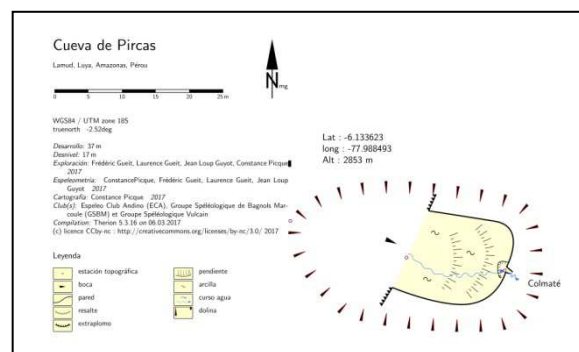 Cueva de Pircas
Lamud, Luya, Amazonas, Pérou
N mg
0 5 10 15 20 25 m
WGS84 / UTM zone 18S
truenorth -2.52deg
Lat : -6.133623
long : -77.988493
Alt : 2853 m
Desarrollo: 37 m
Desnivel: 17 m
Exploración: Frédéric Gueit, Laurence Gueit, Jean Loup Guyot, Constance Picque
2017
Espeleometría: ConstancePicque, Frédéric Gueit, Laurence Gueit, Jean Loup
Guyot 2017
Cartografía: Constance Picque 2017
Club(s): Espeleo Club Andino (ECA), Groupe Spéléologique de Bagnols Mar-
coule (GSBM) et Groupe Spéléologique Vulcain
Compilation: Therion 5.3.16 on 06.03.2017
(c) licence CCby-nc : http://creativecommons.org/licenses/by-nc/3.0/ 2017
Leyenda
estación topográfica
boca
pared
resalte
extraplomo
pendiente
arcilla
curso agua
dolina
Colmaté